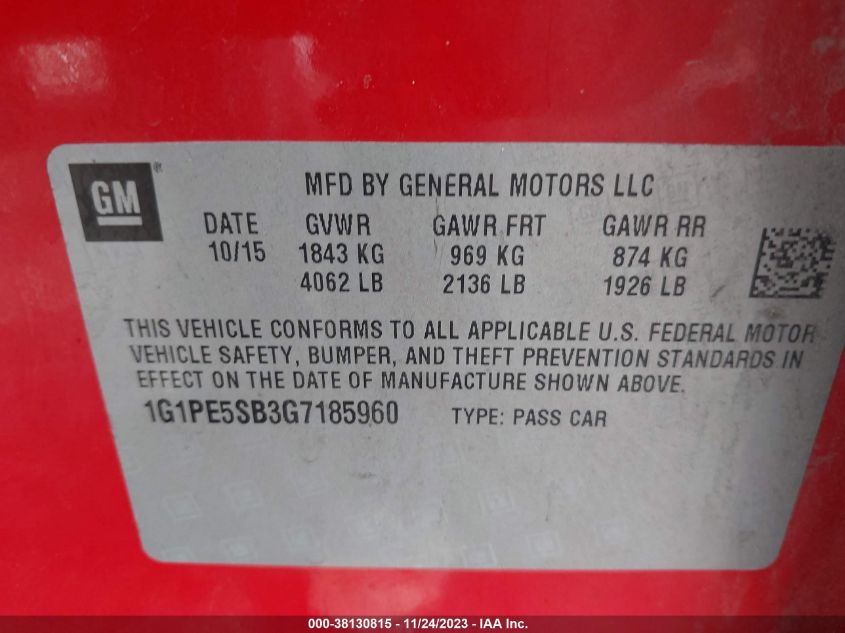 GM®
MFD BY GENERAL MOTORS LLC
DATE GVWR GAWR FRT GAWR RR
10/15 1843 KG 969 KG 874 KG
4062 LB 2136 LB 1926 LB
THIS VEHICLE CONFORMS TO ALL APPLICABLE U.S. FEDERAL MOTOR
VEHICLE SAFETY, BUMPER, AND THEFT PREVENTION STANDARDS IN
EFFECT ON THE DATE OF MANUFACTURE SHOWN ABOVE.
1G1PE5SB3G7185960 TYPE: PASS CAR
000-38130815 - 11/24/2023 - IAA Inc.